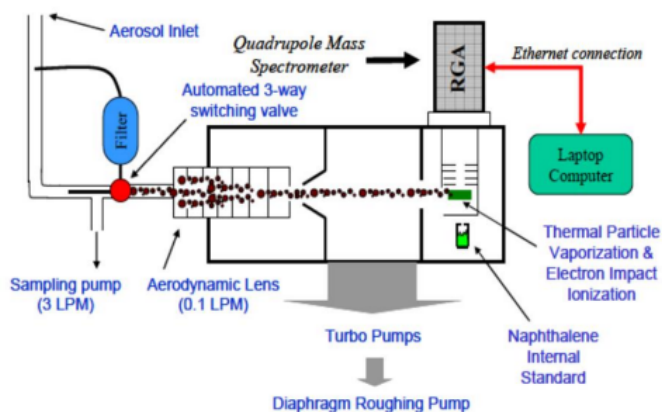 Aerosol Inlet
Quadrupole Mass
Spectrometer
RGA
Ethernet connection
Automated 3-way
switching valve
Filter
Laptop
Computer
Thermal Particle
Vaporization &
Electron Impact
Ionization
Sampling pump
(3 LPM)
Aerodynamic Lens
(0.1 LPM)
Turbo Pumps
Naphthalene
Internal
Standard
Diaphragm Roughing Pump